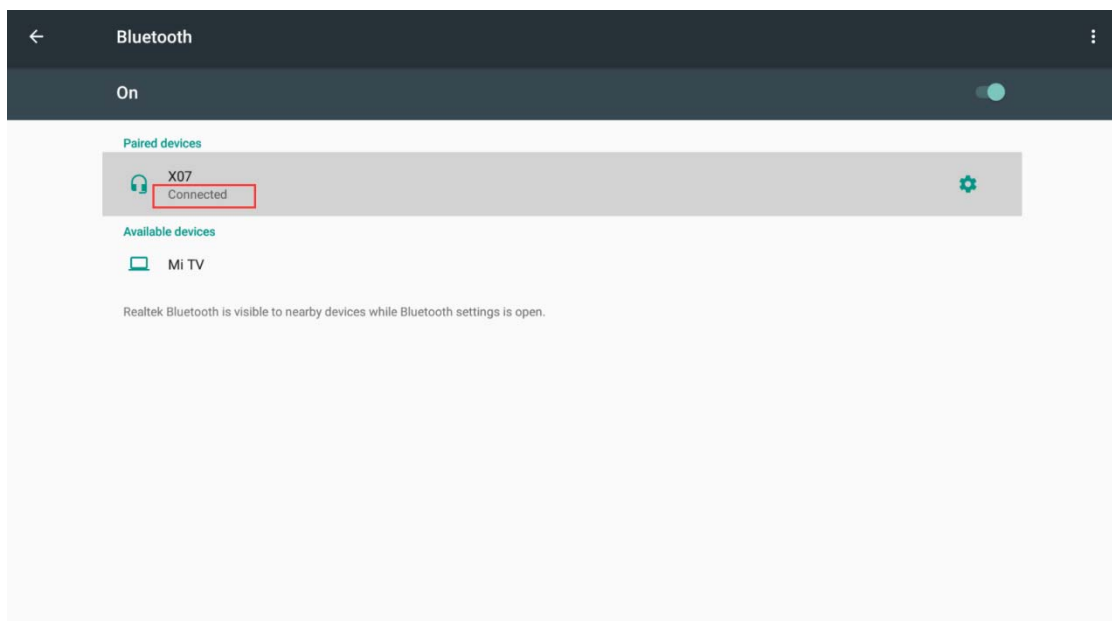 Bluetooth
On
Paired devices
X07
Connected
Available devices
Mi TV
Realtek Bluetooth is visible to nearby devices while Bluetooth settings is open.